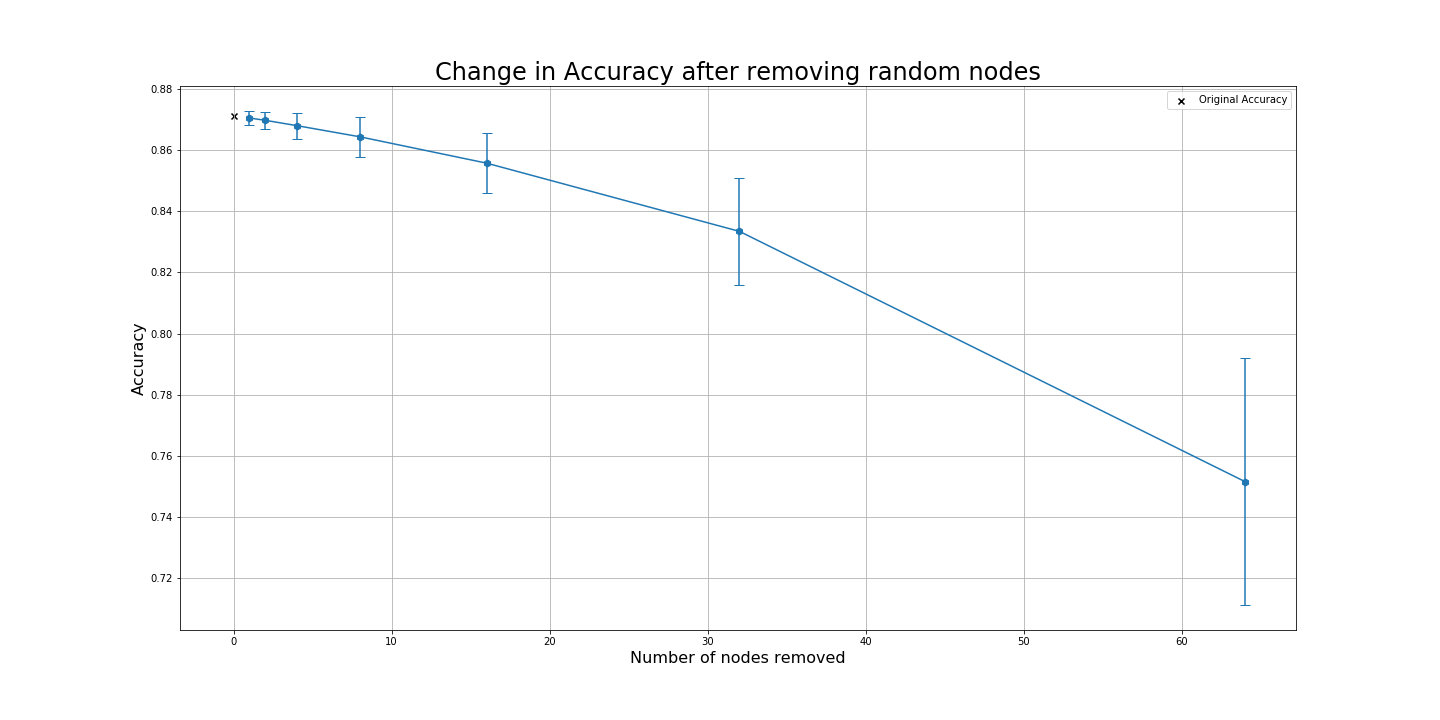 Change in Accuracy after removing random nodes
Original Accuracy
Accuracy
0.88
0.86
0.84
0.82
0.80
0.78
0.76
0.74
0.72
0 10 20 30 40 50 60
Number of nodes removed